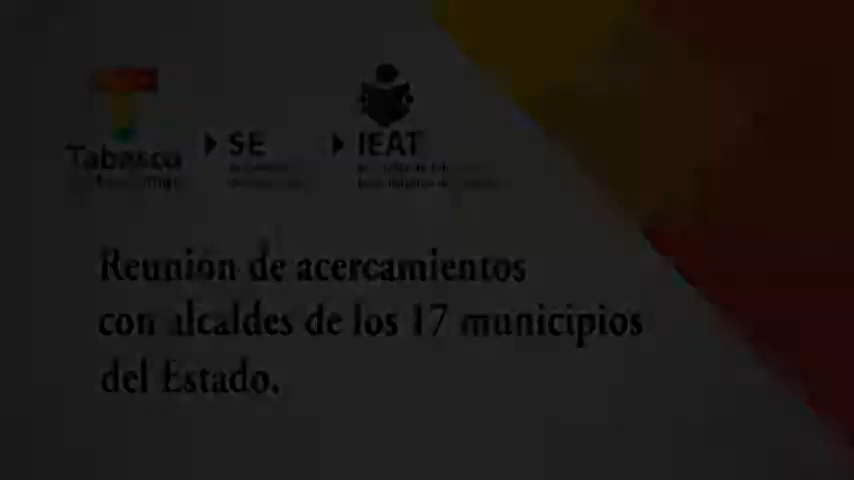 Tabasco
SE
IEAT
Reunión de acercamientos
con alcaldes de los 17 municipios
del Estado.